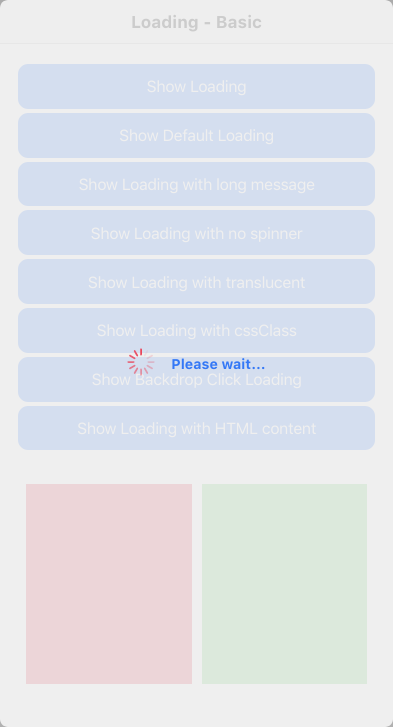 Loading - Basic
Show Loading
Show Default Loading
Show Loading with long message
Show Loading with no spinner
Show Loading with translucent
Show Loading with cssClass
Please wait...
Show Backdrop Click Loading
Show Loading with HTML content